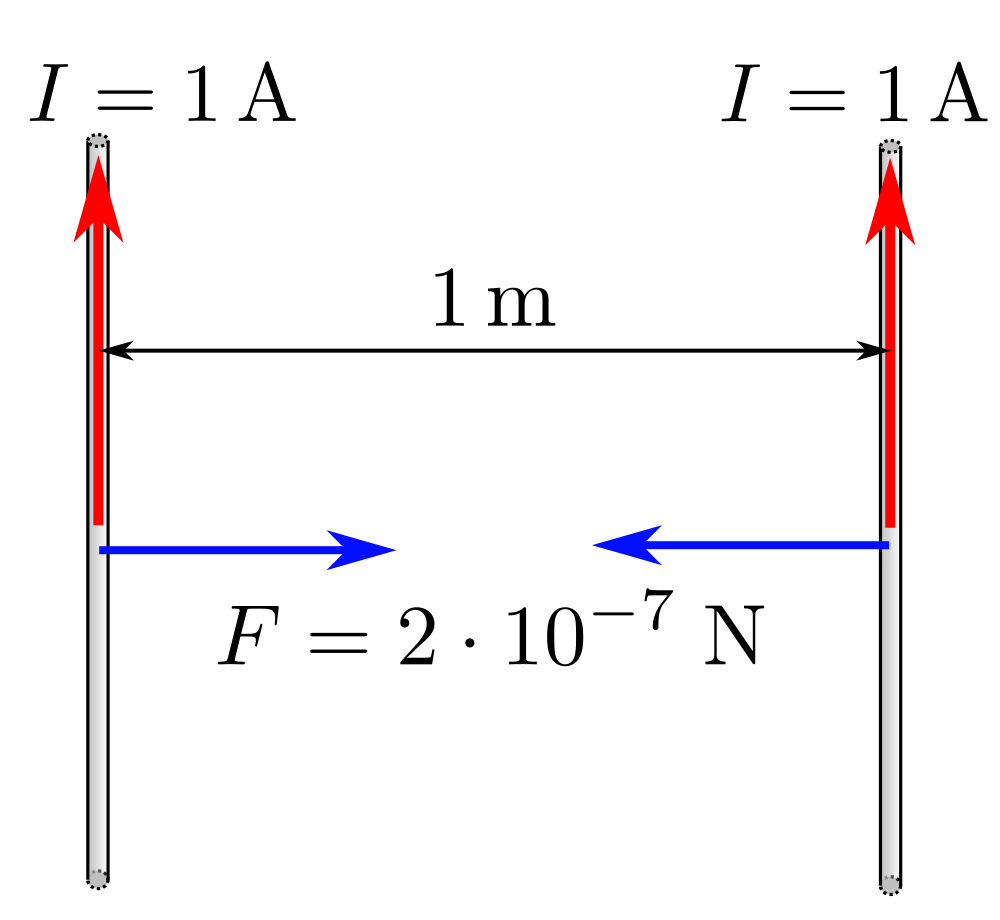 I = 1 A
I = 1 A
1 m
F = 2 · 10⁻⁷ N